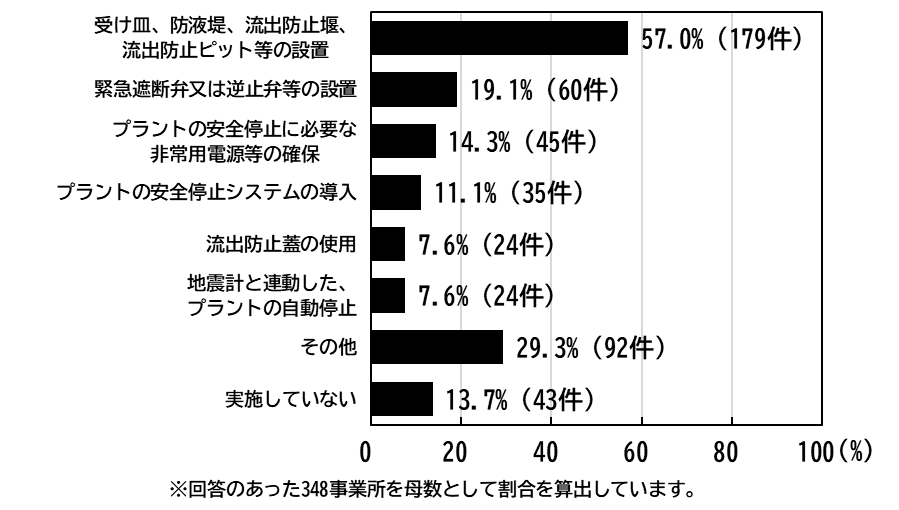 受け皿、防液堤、流出防止堰、
流出防止ピット等の設置
57.0%（179件）
緊急遮断弁又は逆止弁等の設置
19.1%（60件）
プラントの安全停止に必要な
非常用電源等の確保
14.3%（45件）
プラントの安全停止システムの導入
11.1%（35件）
流出防止蓋の使用
7.6%（24件）
地震計と連動した、
プラントの自動停止
7.6%（24件）
その他
29.3%（92件）
実施していない
13.7%（43件）
0 20 40 60 80 100(%)
※回答のあった348事業所を母数として割合を算出しています。